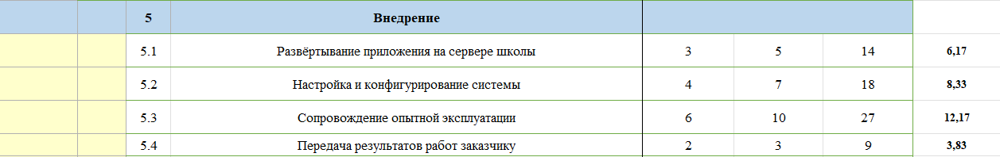 5 Внедрение
5.1 Развёртывание приложения на сервере школы 3 5 14 6,17
5.2 Настройка и конфигурирование системы 4 7 18 8,33
5.3 Сопровождение опытной эксплуатации 6 10 27 12,17
5.4 Передача результатов работ заказчику 2 3 9 3,83